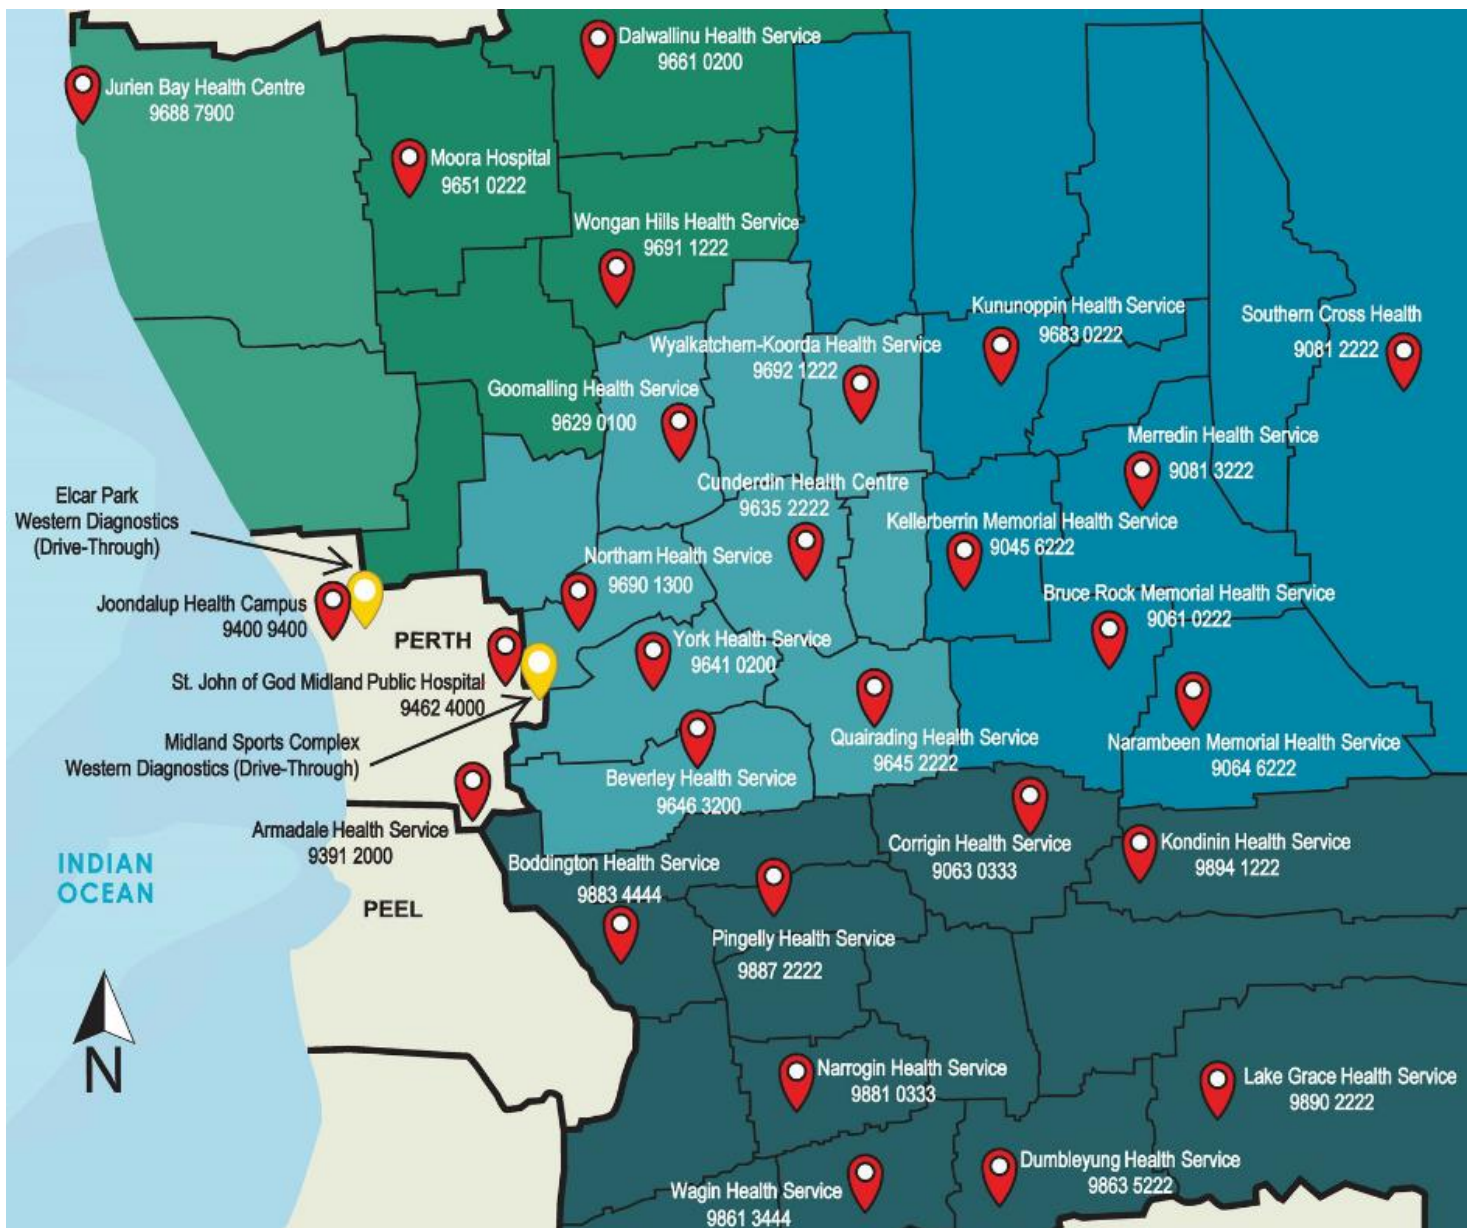 Dalwallinu Health Service
9661 0200
Jurien Bay Health Centre
9688 7900
Moora Hospital
9651 0222
Wongan Hills Health Service
9691 1222
Kununoppin Health Service
9683 0222
Southern Cross Health
9081 2222
Wyalkatchem-Koorda Health Service
9692 1222
Goomalling Health Service
9629 0100
Merredin Health Service
9081 3222
Cunderdin Health Centre
9635 2222
Elcar Park
Western Diagnostics
(Drive-Through)
Kellerberrin Memorial Health Service
9045 6222
Northam Health Service
9690 1300
Bruce Rock Memorial Health Service
9061 0222
Joondalup Health Campus
9400 9400
PERTH
York Health Service
9641 0200
St. John of God Midland Public Hospital
9462 4000
Midland Sports Complex
Western Diagnostics (Drive-Through)
Quairading Health Service
9645 2222
Narambeen Memorial Health Service
9064 6222
Beverley Health Service
9646 3200
Armadale Health Service
9391 2000
Corrigin Health Service
9063 0333
Kondinin Health Service
9894 1222
INDIAN
OCEAN
Boddington Health Service
9883 4444
PEEL
Pingelly Health Service
9887 2222
N
Narrogin Health Service
9881 0333
Lake Grace Health Service
9890 2222
Dumbleyung Health Service
9863 5222
Wagin Health Service
9861 3444